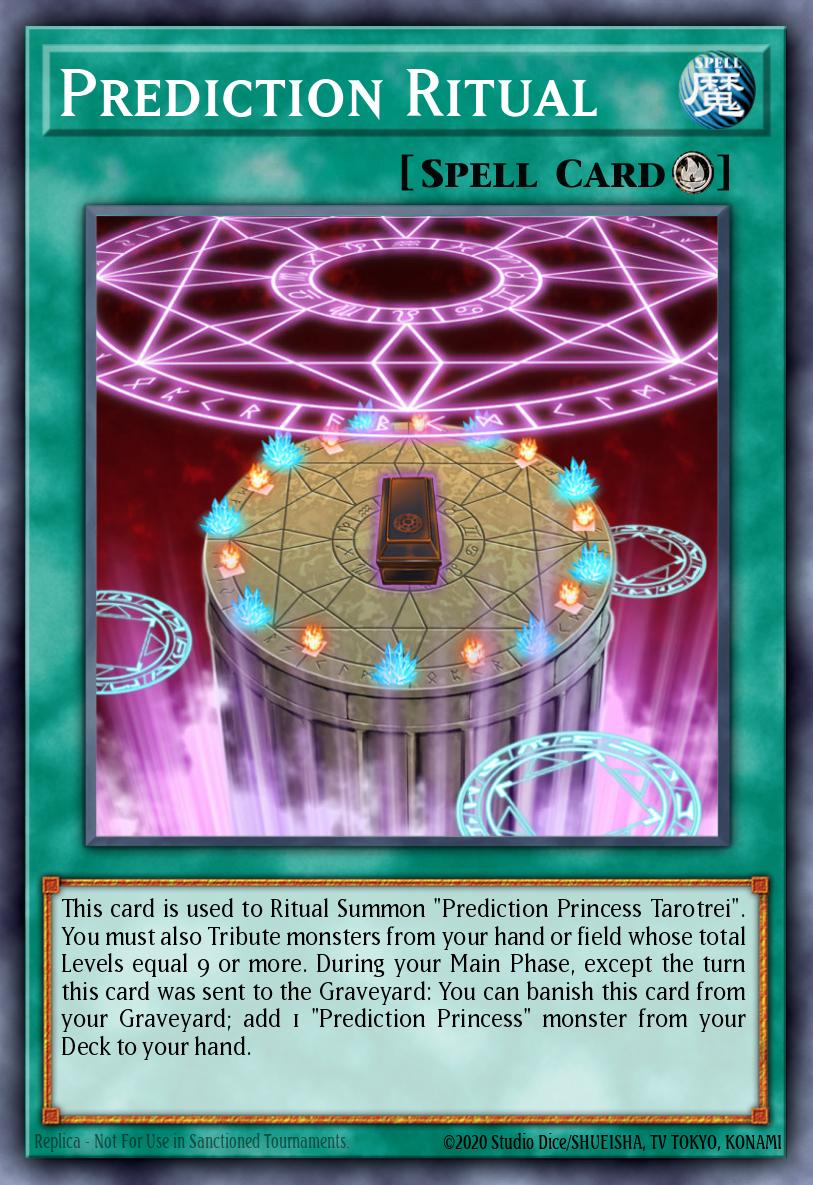 PREDICTION RITUAL
SPELL
魔
[SPELL CARD]
This card is used to Ritual Summon "Prediction Princess Tarotrei".
You must also Tribute monsters from your hand or field whose total
Levels equal 9 or more. During your Main Phase, except the turn
this card was sent to the Graveyard: You can banish this card from
your Graveyard; add 1 "Prediction Princess" monster from your
Deck to your hand.
Replica - Not For Use in Sanctioned Tournaments.
©2020 Studio Dice/SHUEISHA, TV TOKYO, KONAMI